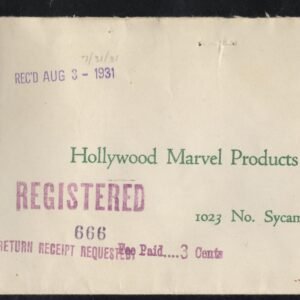 7/31/31
REC'D AUG 3 - 1931
Hollywood Marvel Products
REGISTERED
1023 No. Sycam
666
RETURN RECEIPT REQUESTED, Fee Paid....3 Cents